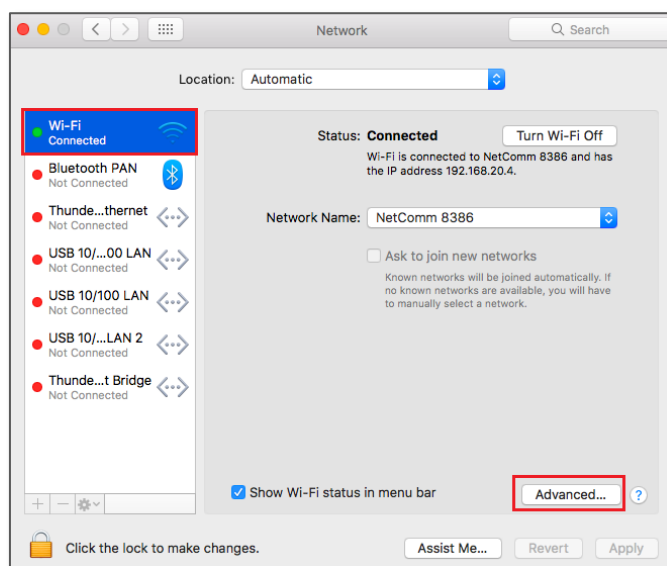 Network
Search
Location: Automatic
Wi-Fi
Connected
Bluetooth PAN
Not Connected
Thunde...thernet
Not Connected
USB 10/...00 LAN
Not Connected
USB 10/100 LAN
Not Connected
USB 10/...LAN 2
Not Connected
Thunde...t Bridge
Not Connected
Status: Connected
Turn Wi-Fi Off
Wi-Fi is connected to NetComm 8386 and has
the IP address 192.168.20.4.
Network Name: NetComm 8386
Ask to join new networks
Known networks will be joined automatically. If
no known networks are available, you will have
to manually select a network.
Show Wi-Fi status in menu bar
Advanced...
?
Click the lock to make changes.
Assist Me...
Revert
Apply